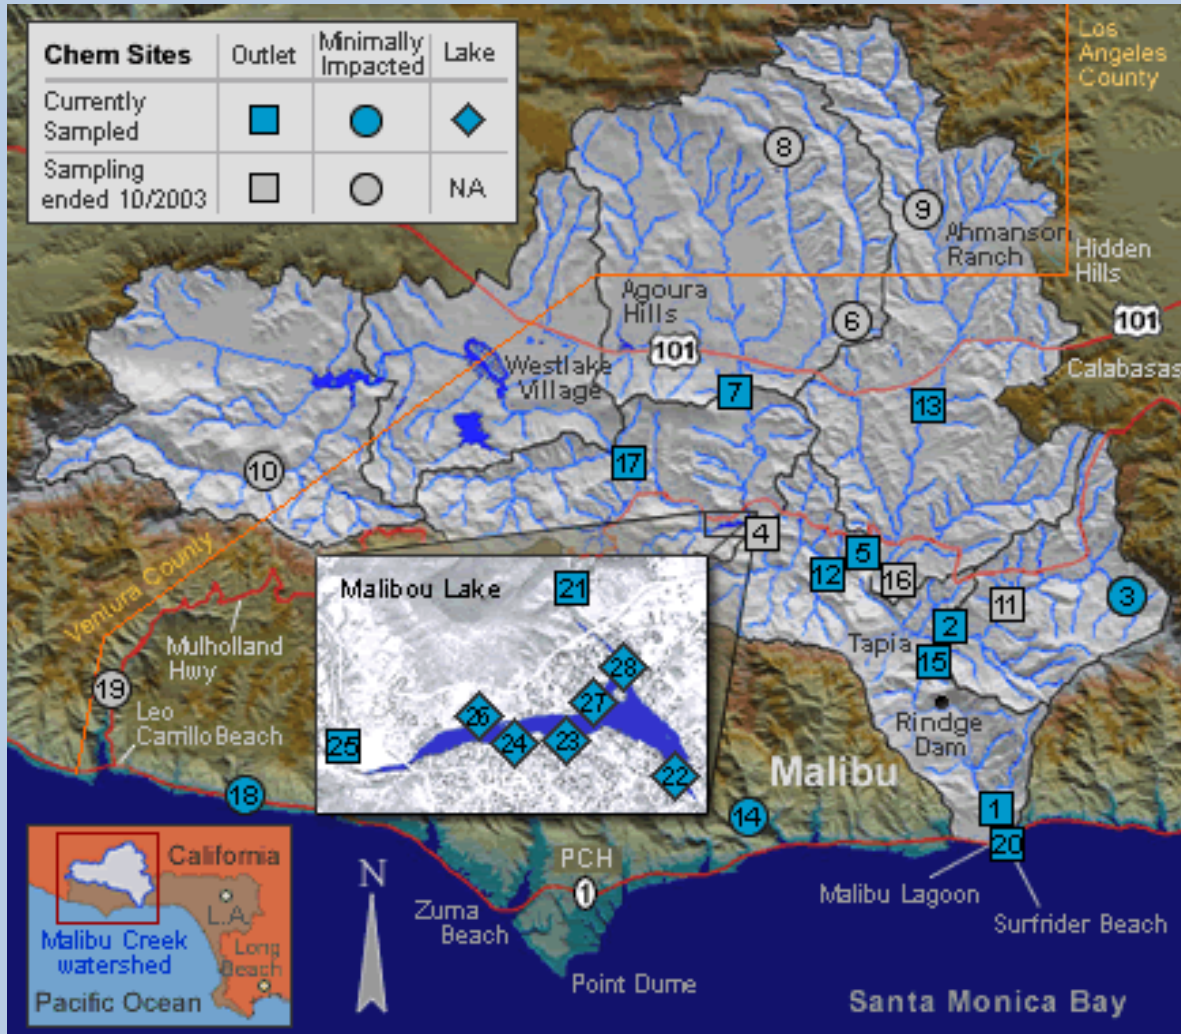 Chem Sites
Outlet
Minimally
Impacted
Lake
Currently
Sampled
Sampling
ended 10/2003
NA
Los
Angeles
County
8
9
Ahmanson
Ranch
Hidden
Hills
Agoura
Hills
6
101
101
Westlake
Village
Calabasas
7
13
10
17
4
5
12
16
11
3
2
Tapia
15
Ventura County
Mulholland
Hwy
Malibou Lake
21
28
27
26
24
23
25
22
19
Leo
Carrillo Beach
Rindge
Dam
Malibu
18
14
1
20
PCH
1
Malibu Lagoon
Surfrider Beach
Zuma
Beach
Point Dume
Santa Monica Bay
N
California
L.A.
Long
Beach
Malibu Creek
watershed
Pacific Ocean